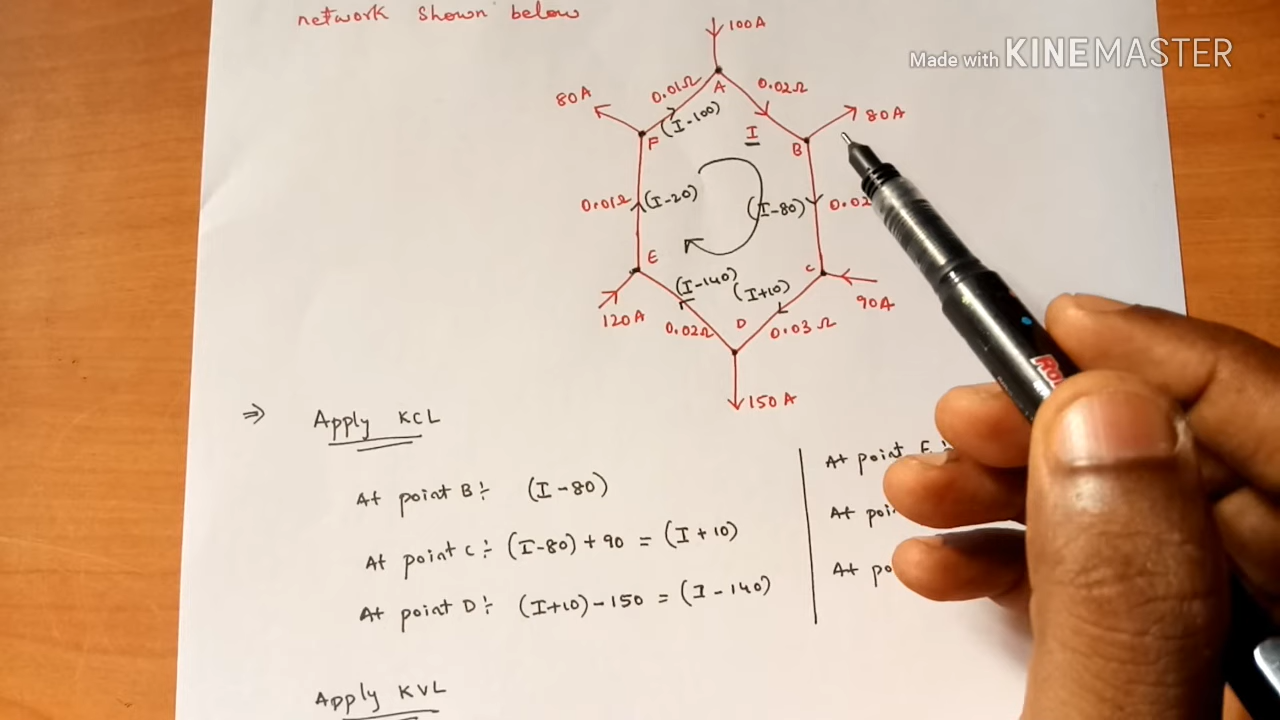 network shown below
Made with KINEMASTER
100A
0.01Ω
A
0.02Ω
80A
F
(I-100)
I
B
80A
0.01Ω
(I-20)
(I-80)
0.02
E
(I-140)
(I+10)
C
120A
0.02Ω
D
0.03Ω
90A
150A
⇒ Apply KCL
At point B:- (I-80)
At point C:- (I-80)+90 = (I+10)
At point D:- (I+10)-150 = (I-140)
At point
At
At
Apply KVL